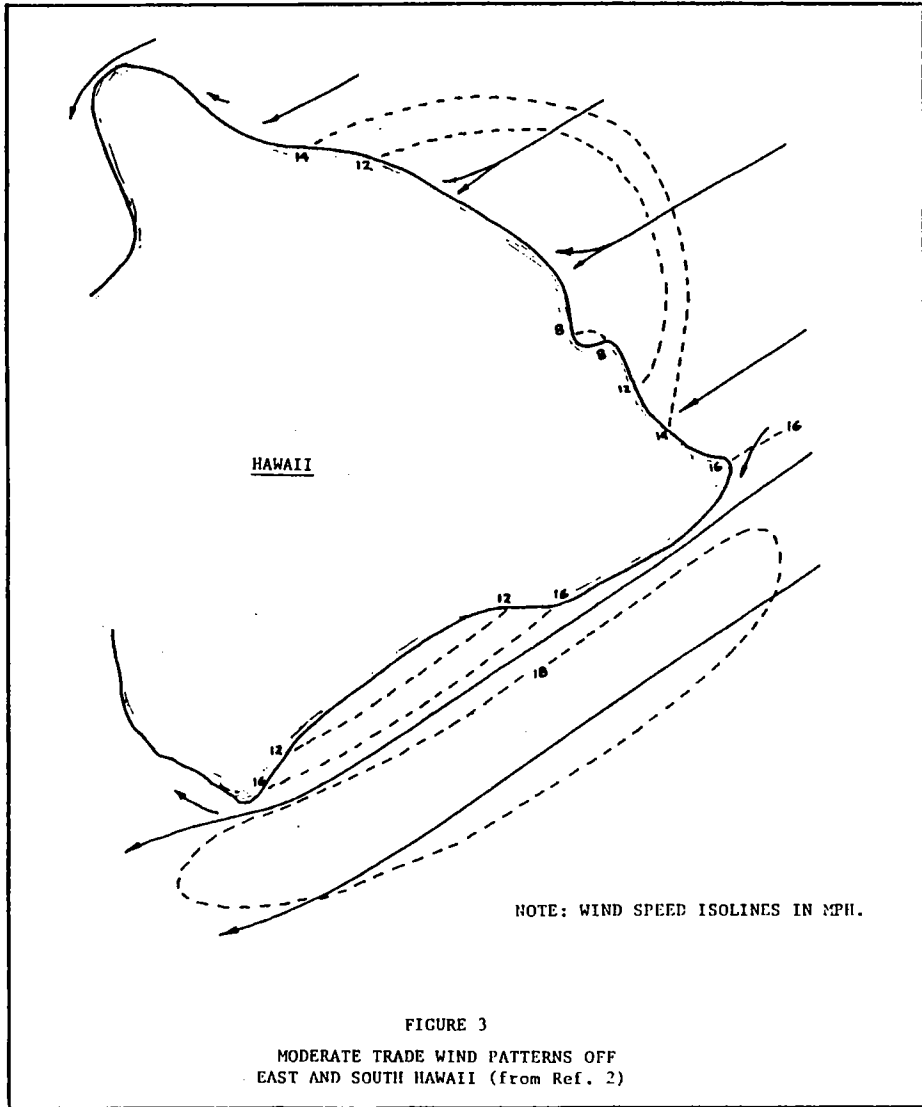 14
12
8
8
12
14
16
16
HAWAII
12
16
18
12
16
NOTE: WIND SPEED ISOLINES IN MPH.
FIGURE 3
MODERATE TRADE WIND PATTERNS OFF
EAST AND SOUTH HAWAII (from Ref. 2)